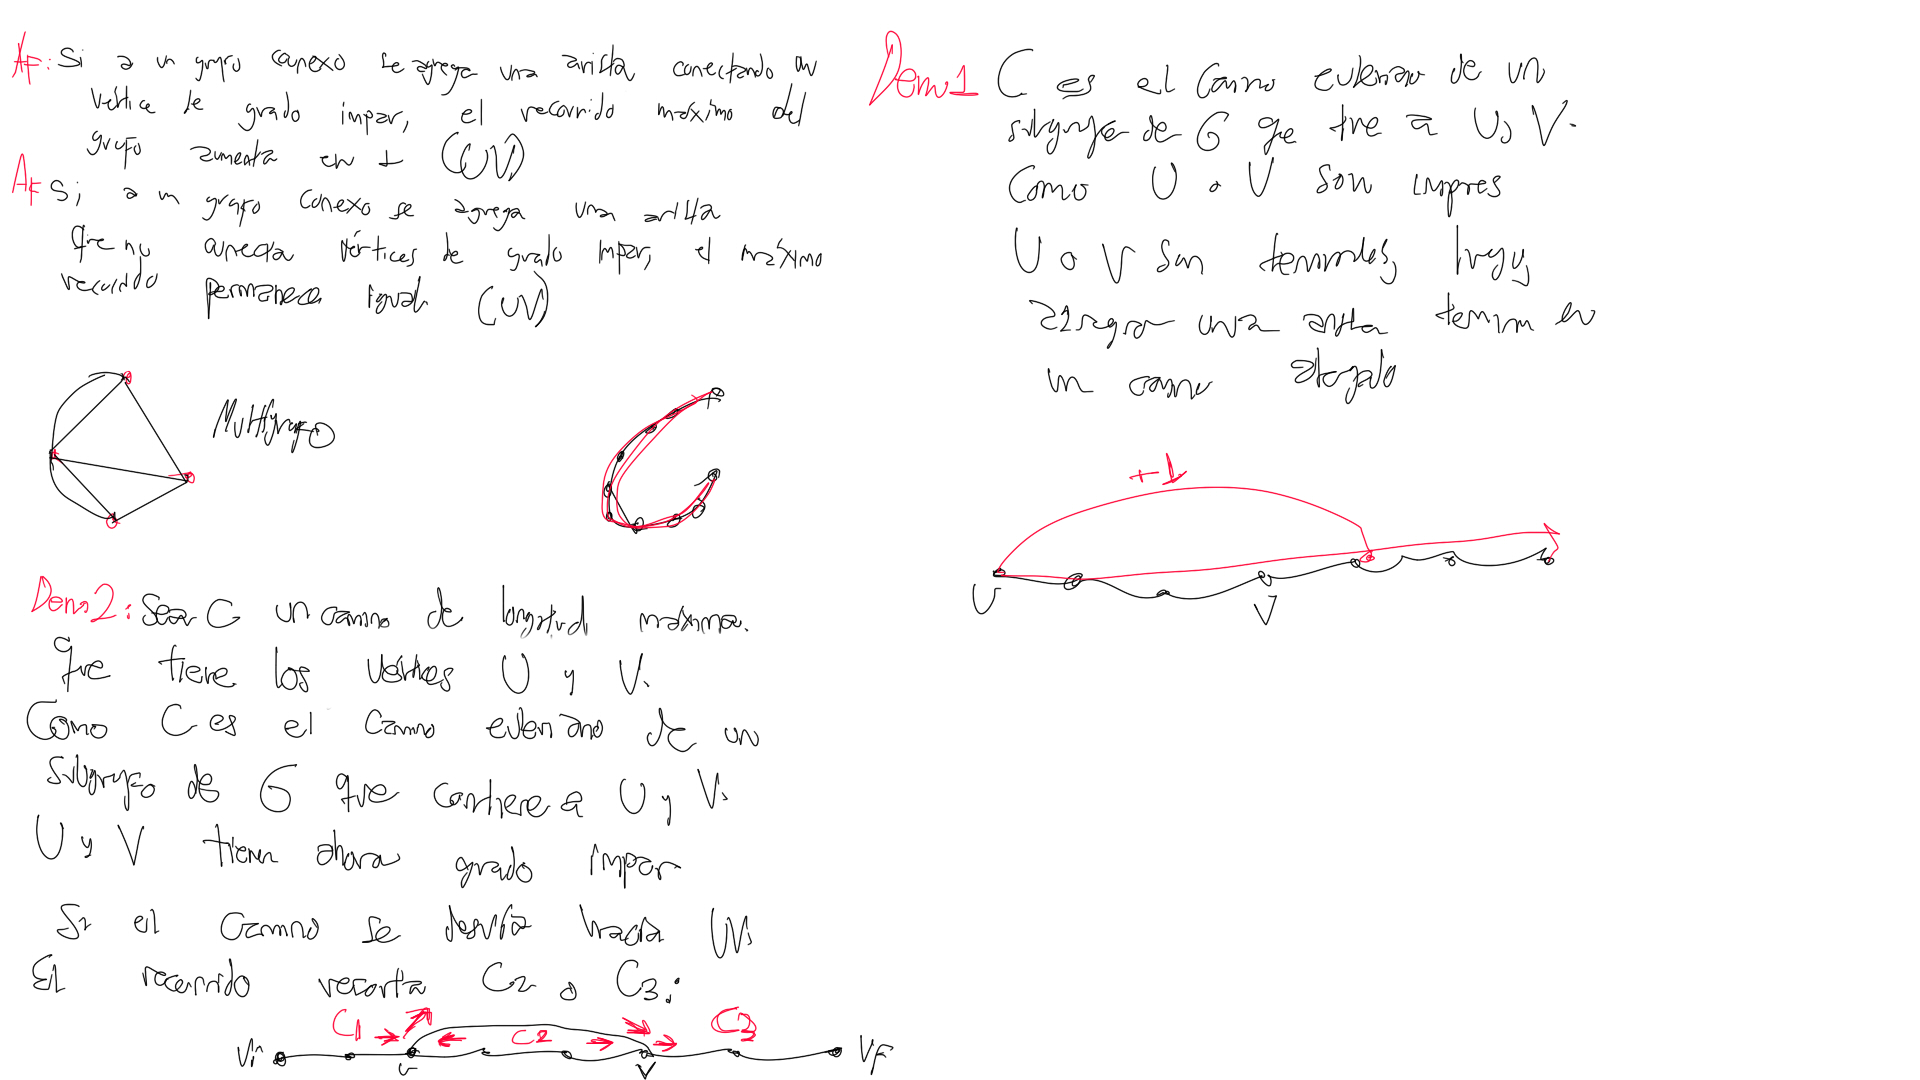 Af: Si a un grafo conexo se agrega una arista conectando un
vértice de grado impar, el recorrido máximo del
grafo aumenta en 1 (UV)
Af Si a un grafo conexo se agrega una arista
que no conecta vértices de grado impar, el máximo
recorrido permanece igual (UV)
Multigrafo
Demo 2: Sea C un camino de longitud máxima.
que tiene los vértices U y V.
Como C es el camino euleriano de un
subgrafo de G que contiene a U y V.
U y V tienen ahora grado impar
Si el camino se desvía hacia UV,
El recorrido recorta C2 o C3:
C1 C2 C3
Vi U V Vf
Demo 1 C es el camino euleriano de un
subgrafo de G que tiene a U, V.
Como U o V son impares
U o V son terminales, luego,
agregar una arista termina en
un camino alargado
+1
U V